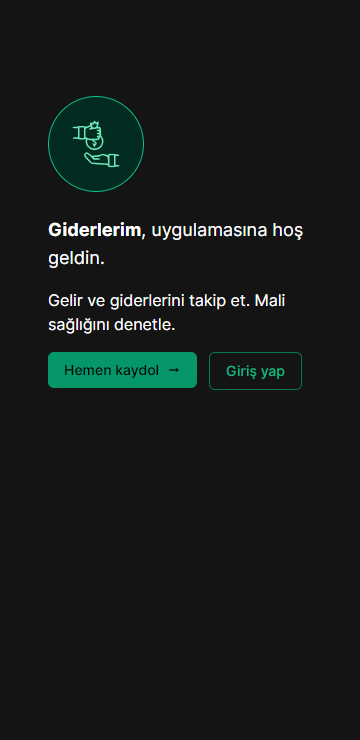 Giderlerim, uygulamasına hoş
geldin.
Gelir ve giderlerini takip et. Mali
sağlığını denetle.
Hemen kaydol →
Giriş yap